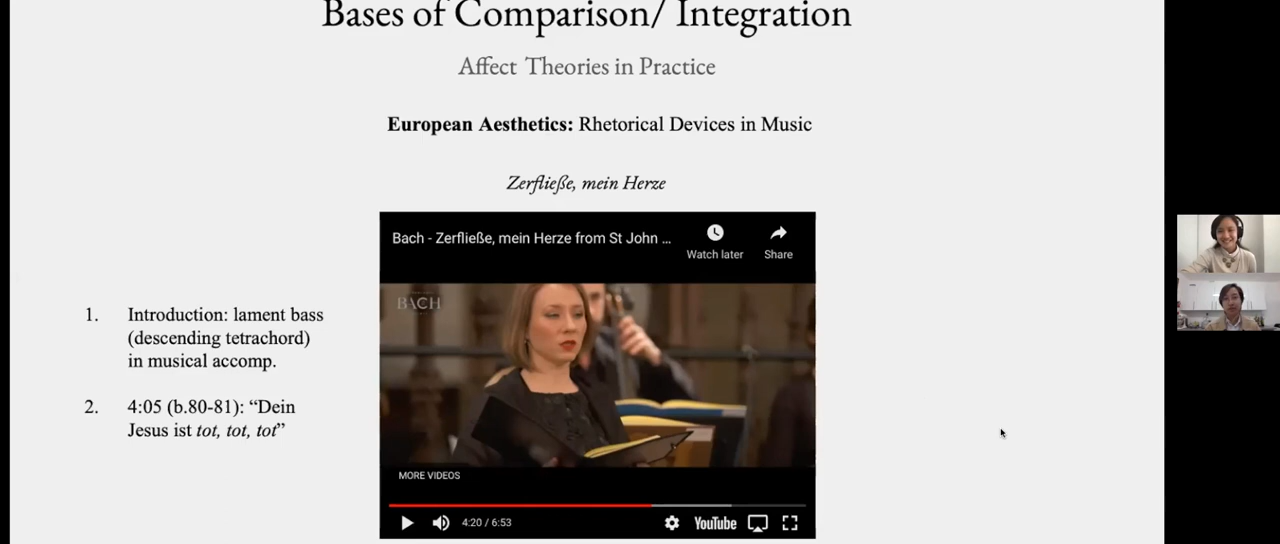 Bases of Comparison/ Integration
Affect Theories in Practice
European Aesthetics: Rhetorical Devices in Music
Zerfließe, mein Herze
Bach - Zerfließe, mein Herze from St John ...
Watch later
Share
BACH
1. Introduction: lament bass
(descending tetrachord)
in musical accomp.
2. 4:05 (b.80-81): “Dein
Jesus ist tot, tot, tot”
MORE VIDEOS
4:20 / 6:53
YouTube